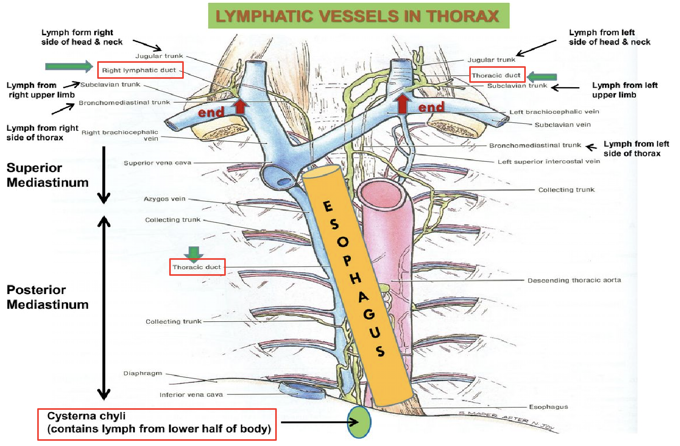 LYMPHATIC VESSELS IN THORAX
Lymph form right
side of head & neck
Jugular trunk
Right lymphatic duct
Subclavian trunk
Lymph from
right upper limb
Bronchomediastinal trunk
Lymph from right
side of thorax
Right brachiocephalic
vein
end
Superior
Mediastinum
Superior vena cava
Azygos vein
Collecting trunk
Thoracic duct
Posterior
Mediastinum
Collecting trunk
Diaphragm
Inferior vena cava
Cysterna chyli
(contains lymph from lower half of body)
ESOPHAGUS
Lymph from left
side of head & neck
Jugular trunk
Thoracic duct
Subclavian trunk
Lymph from left
upper limb
end
Left brachiocephalic vein
Subclavian vein
Bronchomediastinal trunk
Lymph from left
side of thorax
Left superior intercostal vein
Collecting trunk
Descending thoracic aorta
Esophagus
AFTER N. JOY